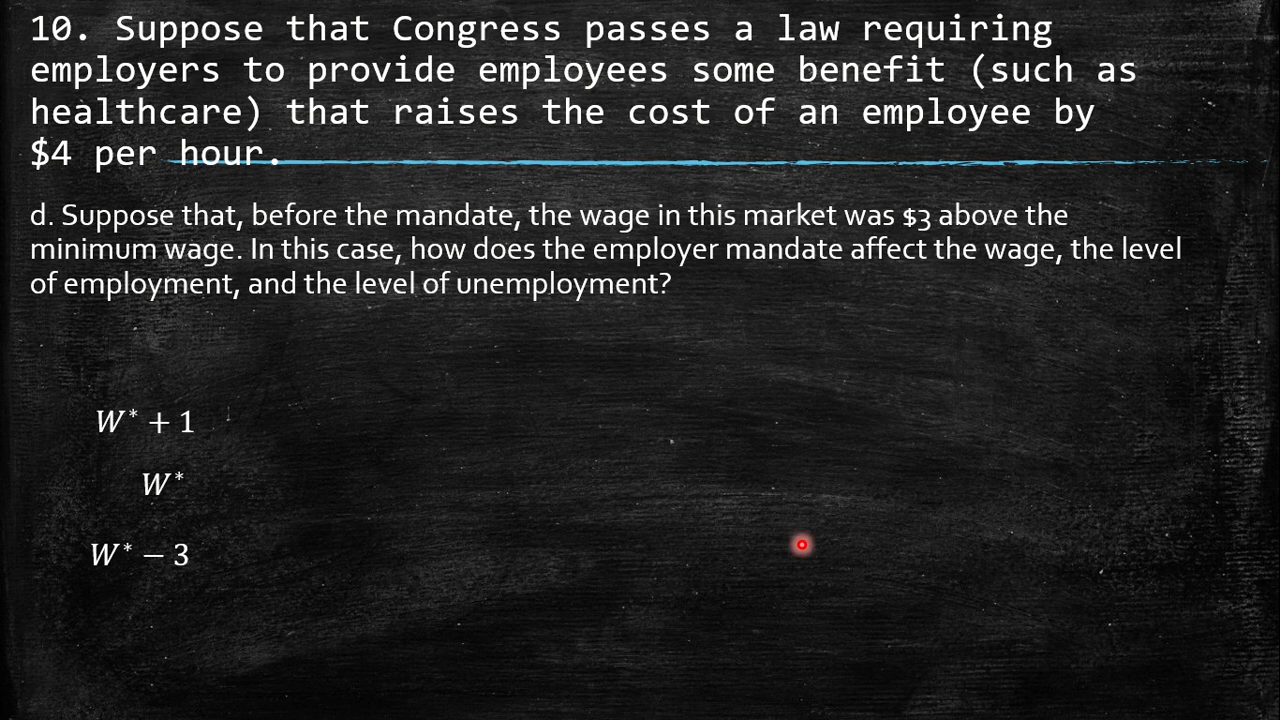 10. Suppose that Congress passes a law requiring
employers to provide employees some benefit (such as
healthcare) that raises the cost of an employee by
$4 per hour.
d. Suppose that, before the mandate, the wage in this market was $3 above the
minimum wage. In this case, how does the employer mandate affect the wage, the level
of employment, and the level of unemployment?
W* + 1
W*
W* − 3